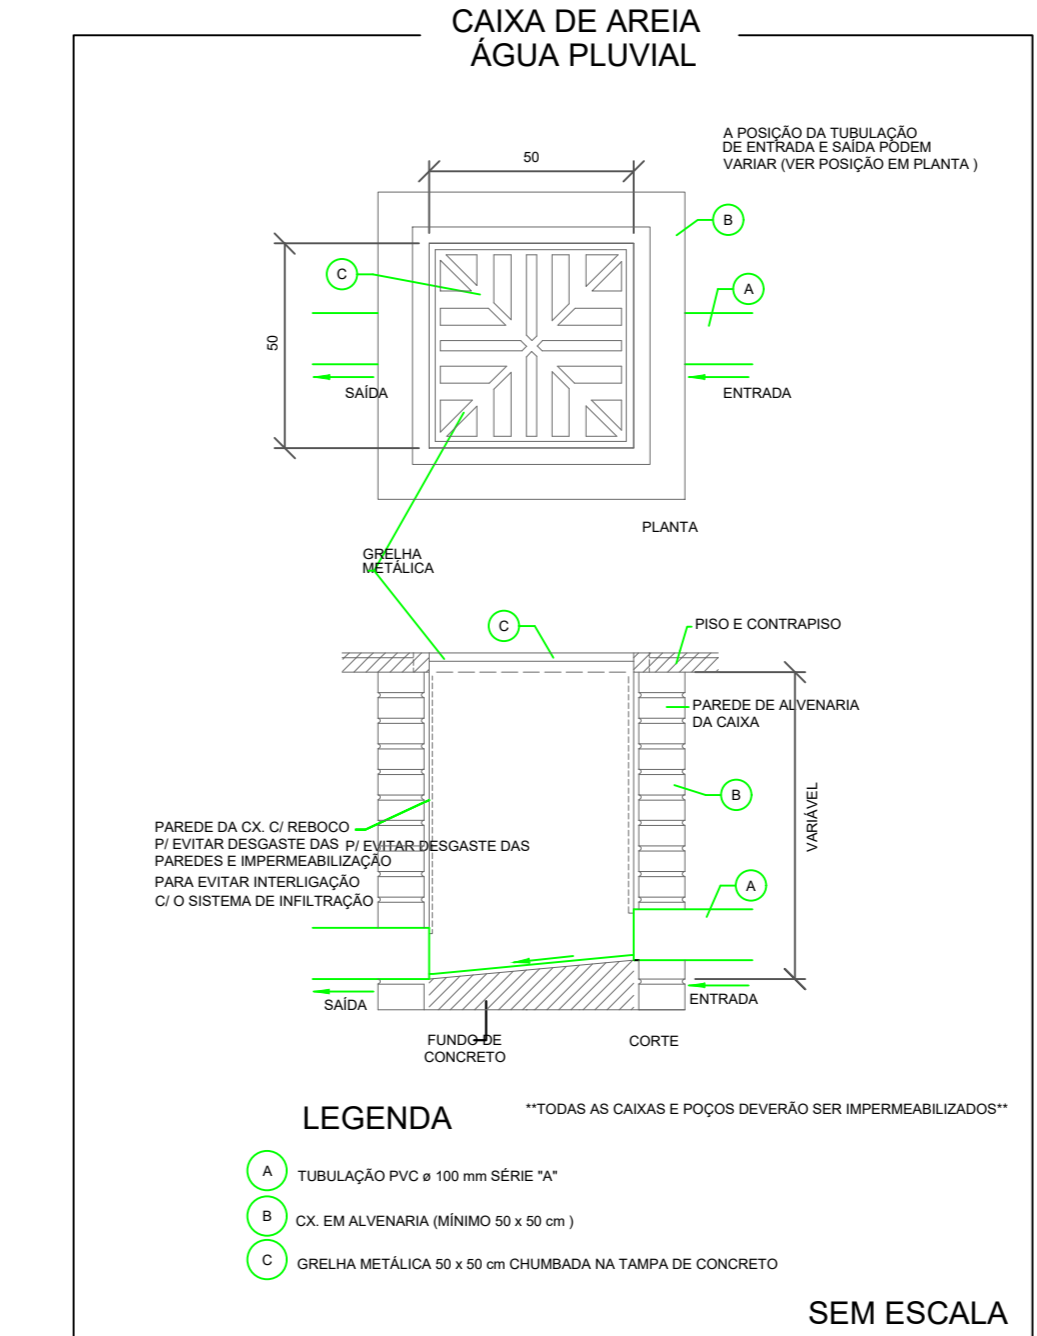 CAIXA DE AREIA
ÁGUA PLUVIAL
A POSIÇÃO DA TUBULAÇÃO
DE ENTRADA E SAÍDA PODEM
VARIAR (VER POSIÇÃO EM PLANTA )
50
B
C
A
50
SAÍDA
ENTRADA
PLANTA
GRELHA
METÁLICA
C
PISO E CONTRAPISO
PAREDE DE ALVENARIA
DA CAIXA
B
VARIÁVEL
PAREDE DA CX. C/ REBOCO
P/ EVITAR DESGASTE DAS
P/ EVITAR DESGASTE DAS
PAREDES E IMPERMEABILIZAÇÃO
PARA EVITAR INTERLIGAÇÃO
C/ O SISTEMA DE INFILTRAÇÃO
A
SAÍDA
ENTRADA
FUNDO DE
CONCRETO
CORTE
LEGENDA
**TODAS AS CAIXAS E POÇOS DEVERÃO SER IMPERMEABILIZADOS**
A TUBULAÇÃO PVC ø 100 mm SÉRIE "A"
B CX. EM ALVENARIA (MÍNIMO 50 x 50 cm )
C GRELHA METÁLICA 50 x 50 cm CHUMBADA NA TAMPA DE CONCRETO
SEM ESCALA